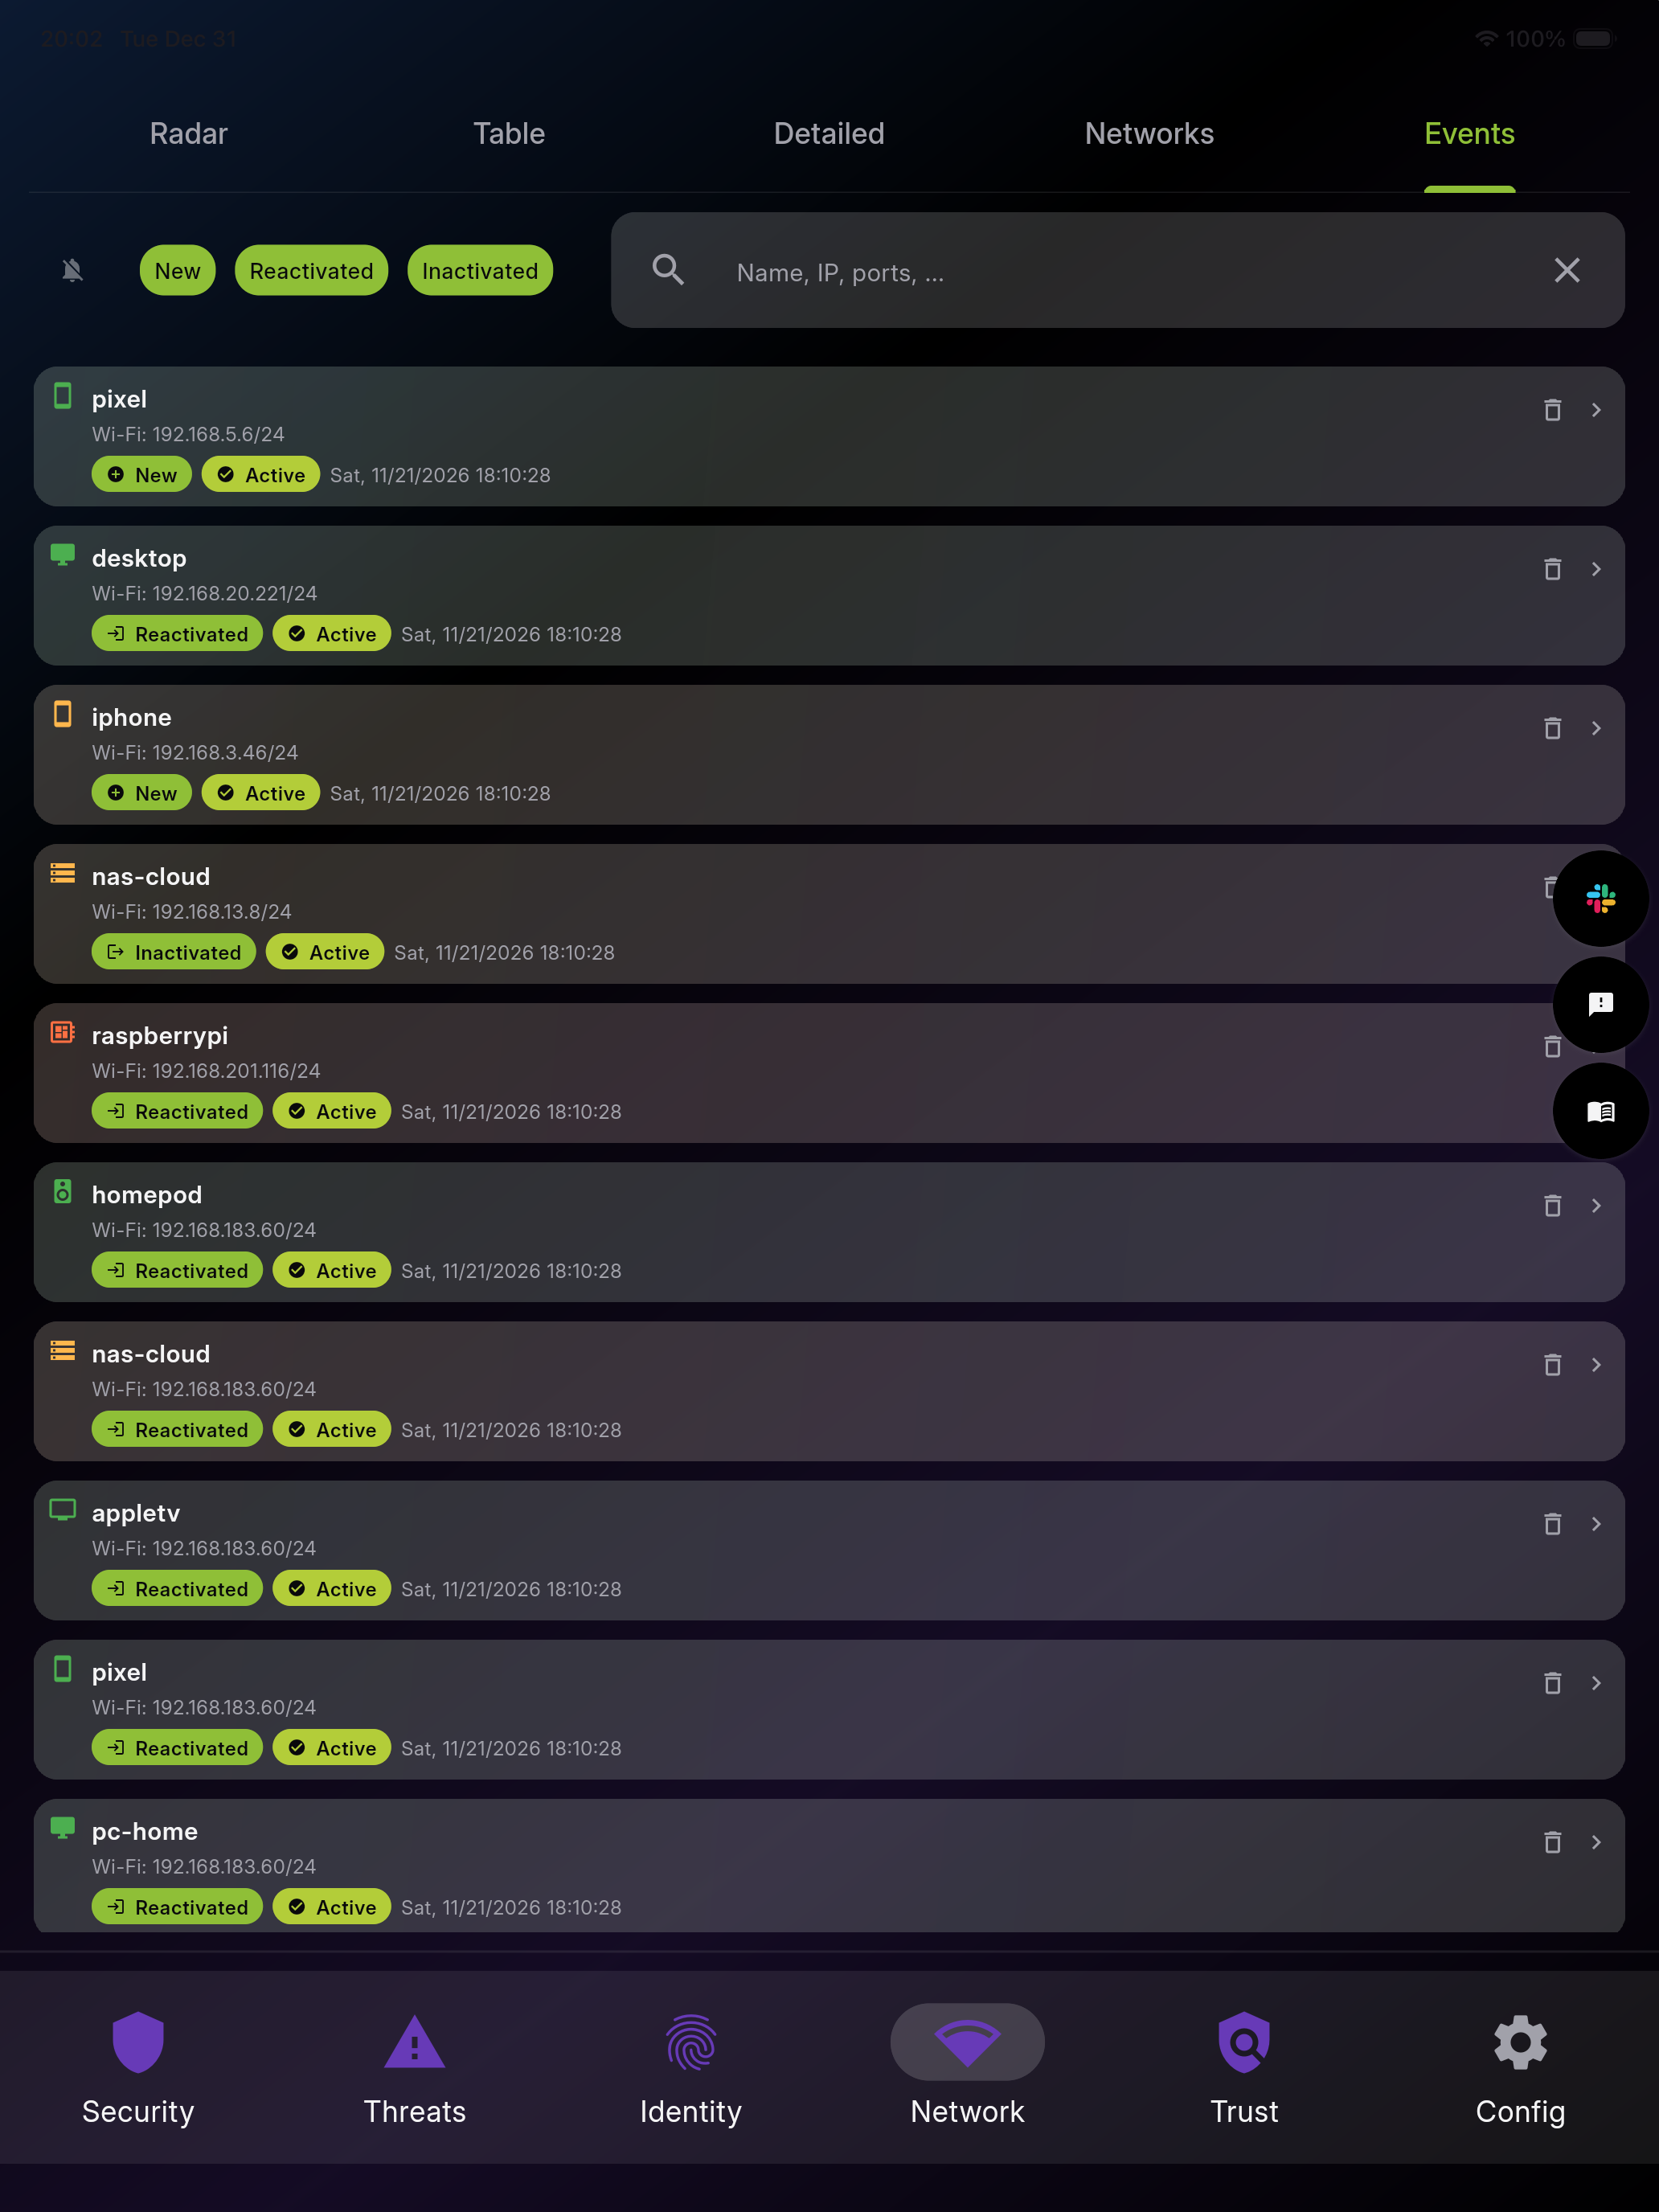 20:02 Tue Dec 31 100%
Radar Table Detailed Networks Events
New Reactivated Inactivated Name, IP, ports, ...
pixel
Wi-Fi: 192.168.5.6/24
New Active Sat, 11/21/2026 18:10:28
desktop
Wi-Fi: 192.168.20.221/24
Reactivated Active Sat, 11/21/2026 18:10:28
iphone
Wi-Fi: 192.168.3.46/24
New Active Sat, 11/21/2026 18:10:28
nas-cloud
Wi-Fi: 192.168.13.8/24
Inactivated Active Sat, 11/21/2026 18:10:28
raspberrypi
Wi-Fi: 192.168.201.116/24
Reactivated Active Sat, 11/21/2026 18:10:28
homepod
Wi-Fi: 192.168.183.60/24
Reactivated Active Sat, 11/21/2026 18:10:28
nas-cloud
Wi-Fi: 192.168.183.60/24
Reactivated Active Sat, 11/21/2026 18:10:28
appletv
Wi-Fi: 192.168.183.60/24
Reactivated Active Sat, 11/21/2026 18:10:28
pixel
Wi-Fi: 192.168.183.60/24
Reactivated Active Sat, 11/21/2026 18:10:28
pc-home
Wi-Fi: 192.168.183.60/24
Reactivated Active Sat, 11/21/2026 18:10:28
Security Threats Identity Network Trust Config